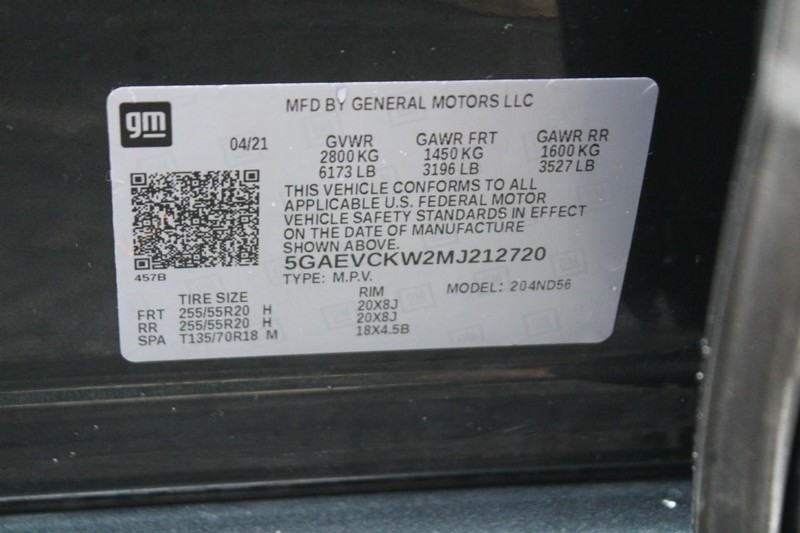 gm
MFD BY GENERAL MOTORS LLC
04/21 GVWR GAWR FRT GAWR RR
2800 KG 1450 KG 1600 KG
6173 LB 3196 LB 3527 LB
THIS VEHICLE CONFORMS TO ALL
APPLICABLE U.S. FEDERAL MOTOR
VEHICLE SAFETY STANDARDS IN EFFECT
ON THE DATE OF MANUFACTURE
SHOWN ABOVE.
5GAEVCKW2MJ212720
457B
TYPE: M.P.V.
MODEL: 204ND56
TIRE SIZE RIM
FRT 255/55R20 H 20X8J
RR 255/55R20 H 20X8J
SPA T135/70R18 M 18X4.5B